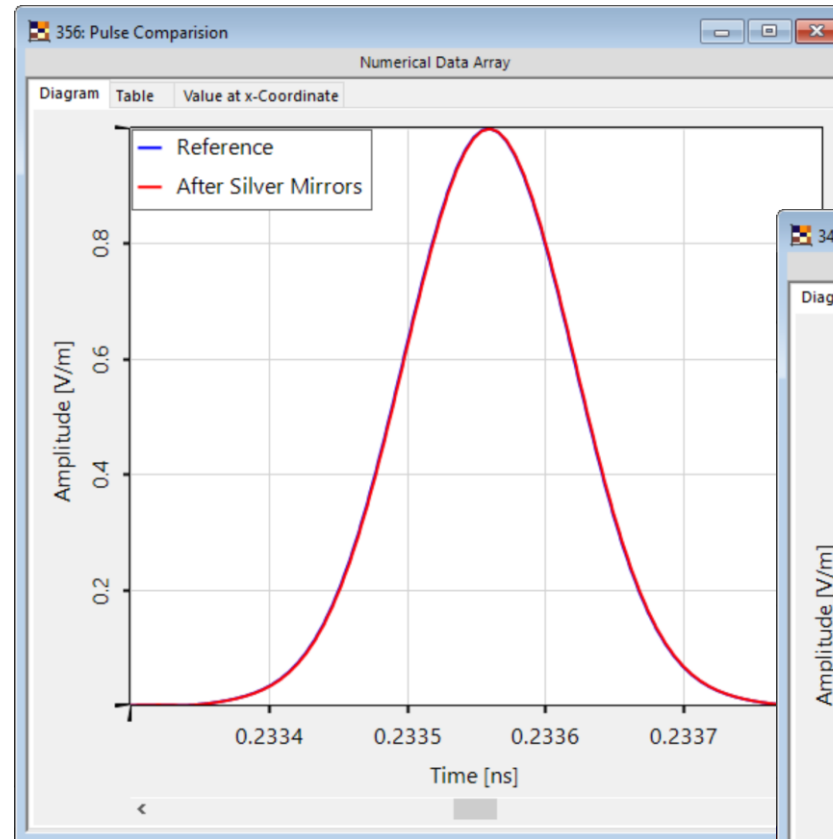 356: Pulse Comparision
Numerical Data Array
Diagram Table Value at x-Coordinate
Reference
After Silver Mirrors
Amplitude [V/m]
0.8
0.6
0.4
0.2
0.2334 0.2335 0.2336 0.2337
Time [ns]
34
Diag
Amplitude [V/m]